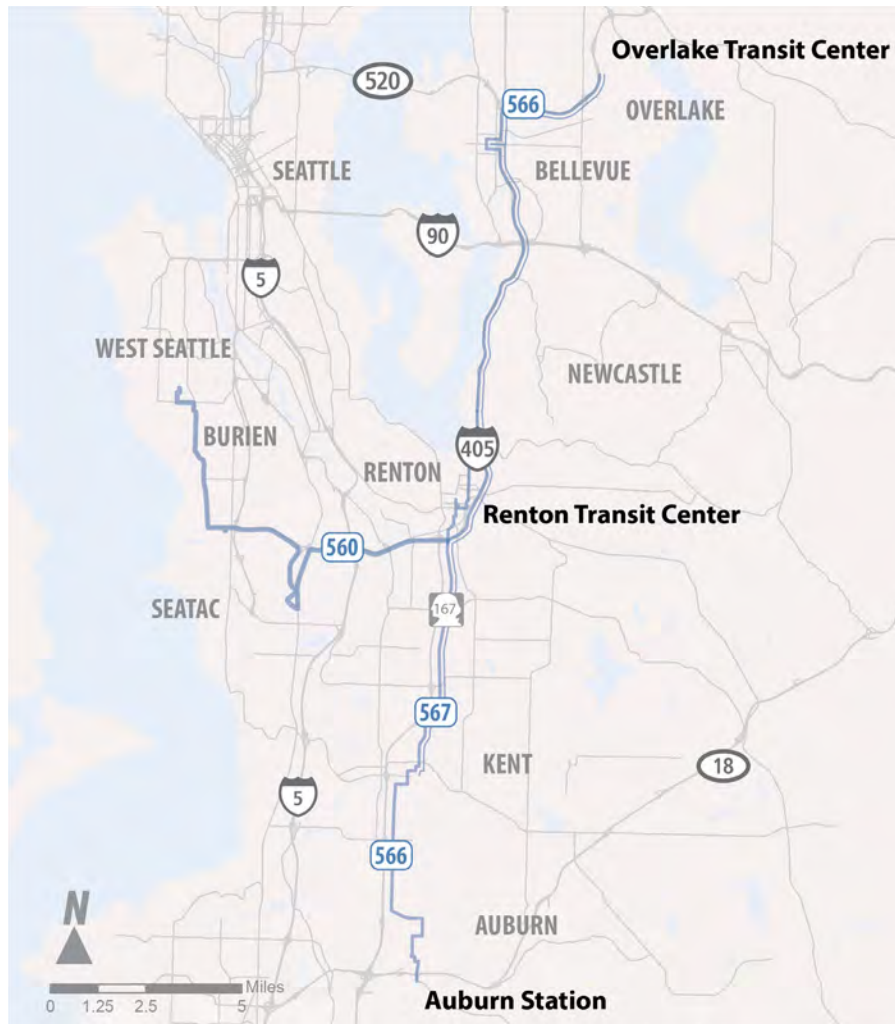 Overlake Transit Center
520
566
OVERLAKE
SEATTLE
BELLEVUE
90
5
WEST SEATTLE
NEWCASTLE
BURIEN
405
RENTON
Renton Transit Center
560
SEATAC
167
567
KENT
18
5
566
N
AUBURN
Miles
0 1.25 2.5 5
Auburn Station